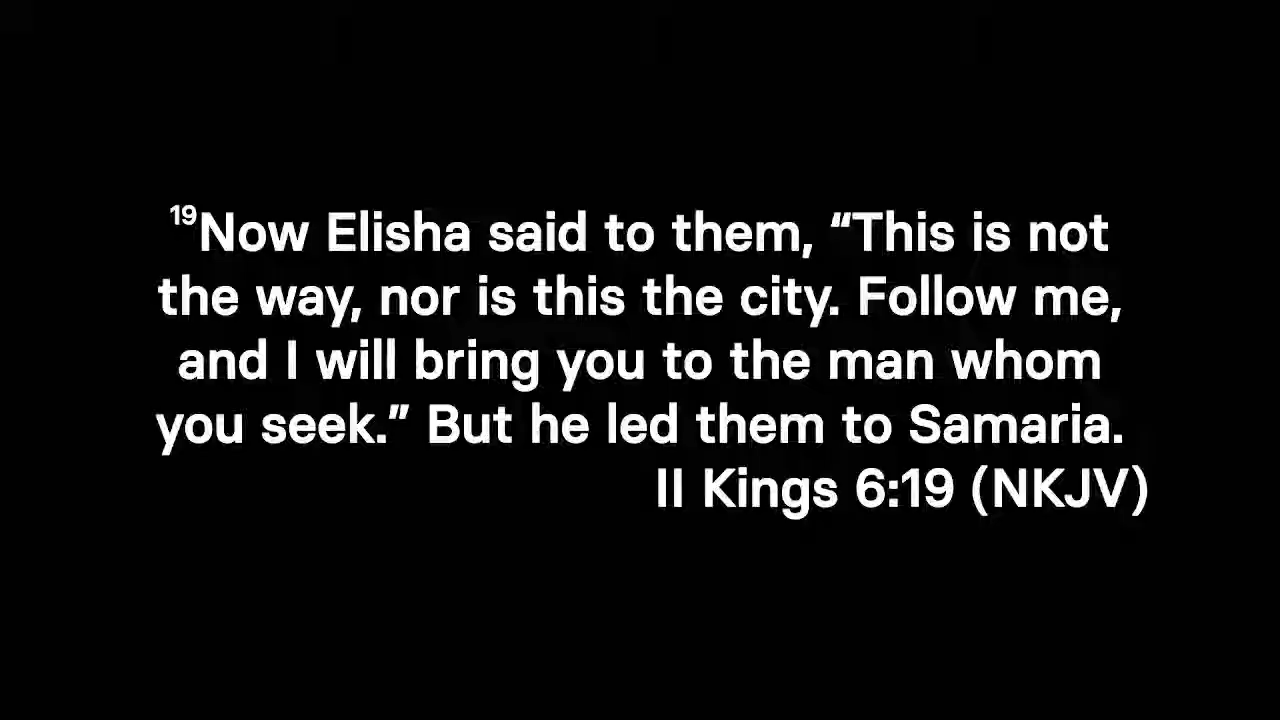 19Now Elisha said to them, “This is not
the way, nor is this the city. Follow me,
and I will bring you to the man whom
you seek.” But he led them to Samaria.
II Kings 6:19 (NKJV)